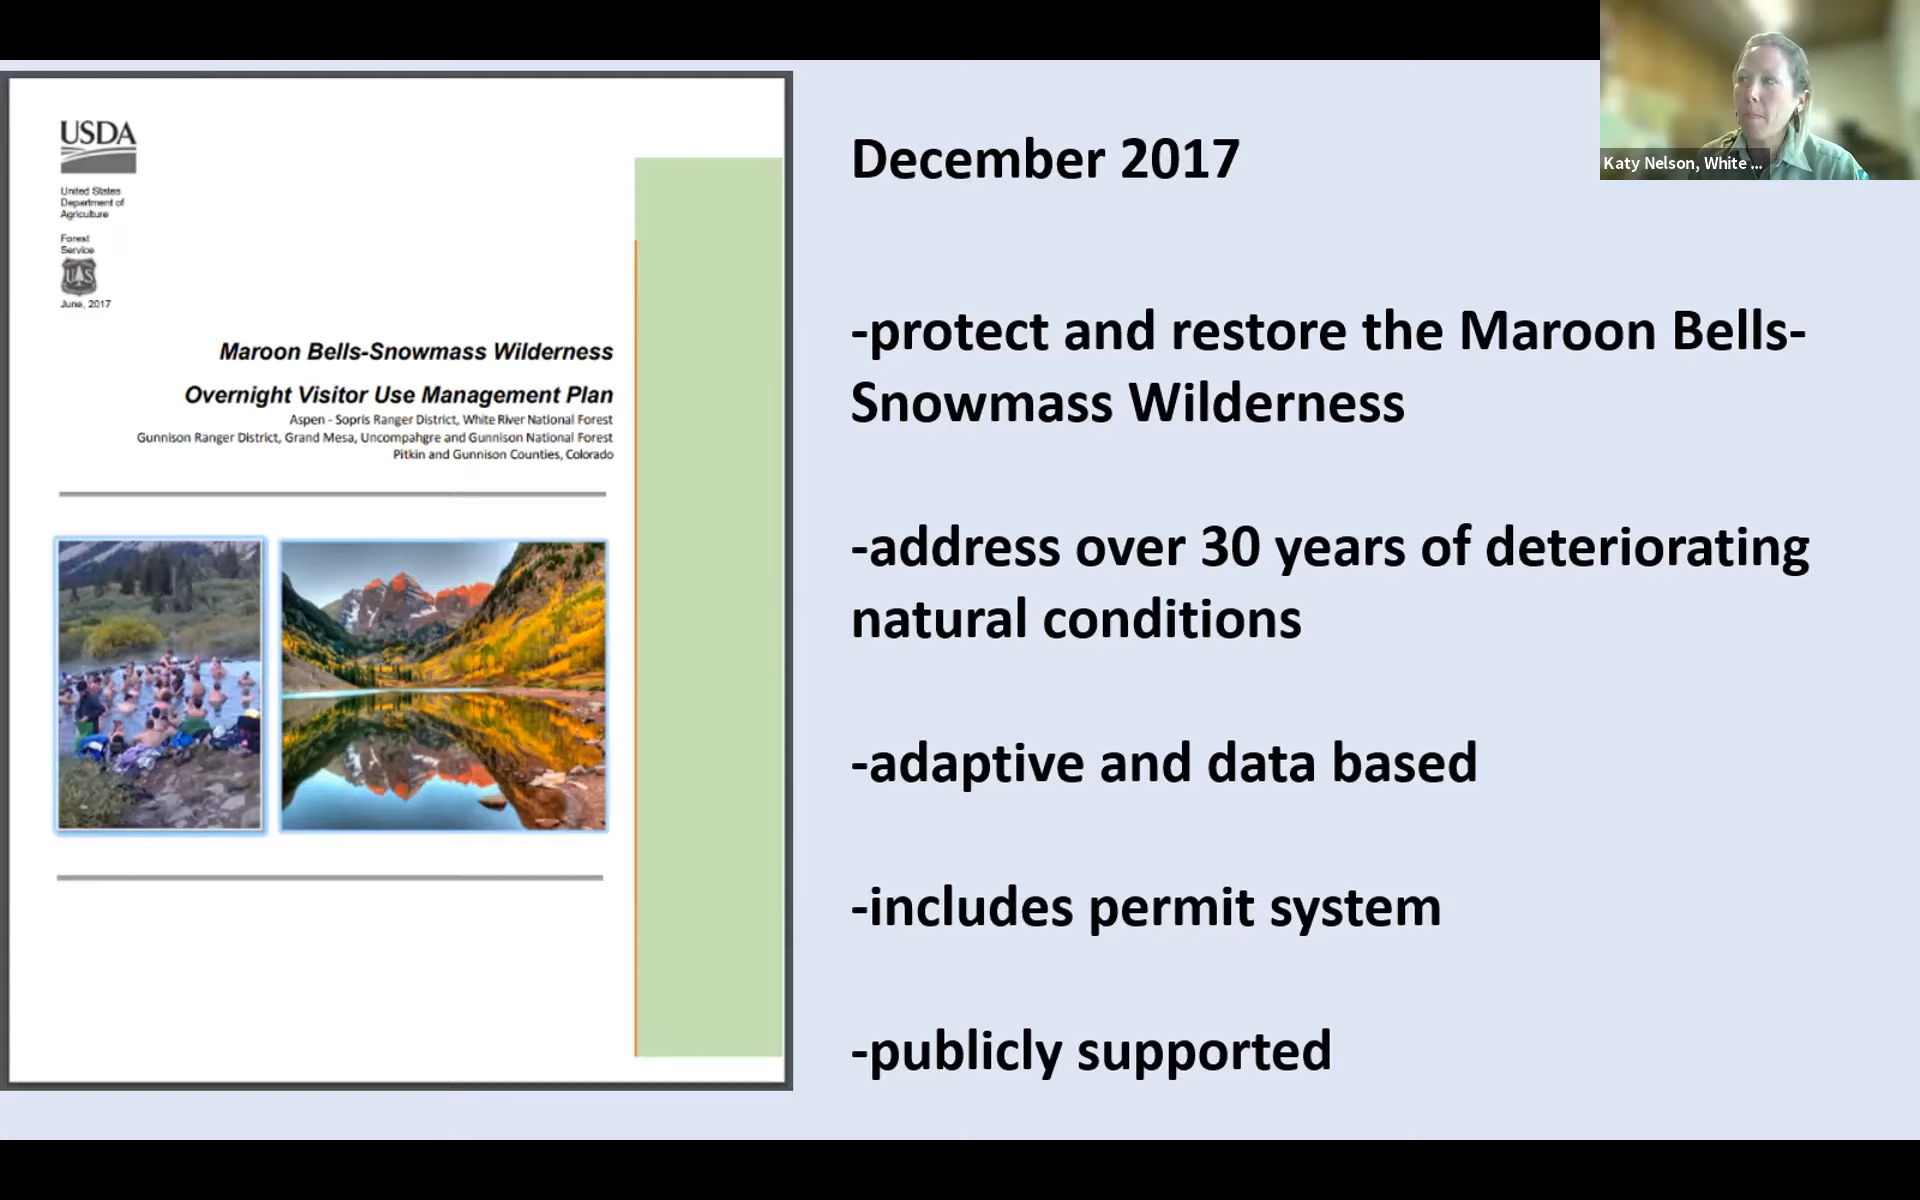 USDA
United States
Department of
Agriculture
Forest
Service
UAS
June, 2017
Maroon Bells-Snowmass Wilderness
Overnight Visitor Use Management Plan
Aspen - Sopris Ranger District, White River National Forest
Gunnison Ranger District, Grand Mesa, Uncompahgre and Gunnison National Forest
Pitkin and Gunnison Counties, Colorado
December 2017
-protect and restore the Maroon Bells-
Snowmass Wilderness
-address over 30 years of deteriorating
natural conditions
-adaptive and data based
-includes permit system
-publicly supported
Katy Nelson, White ...